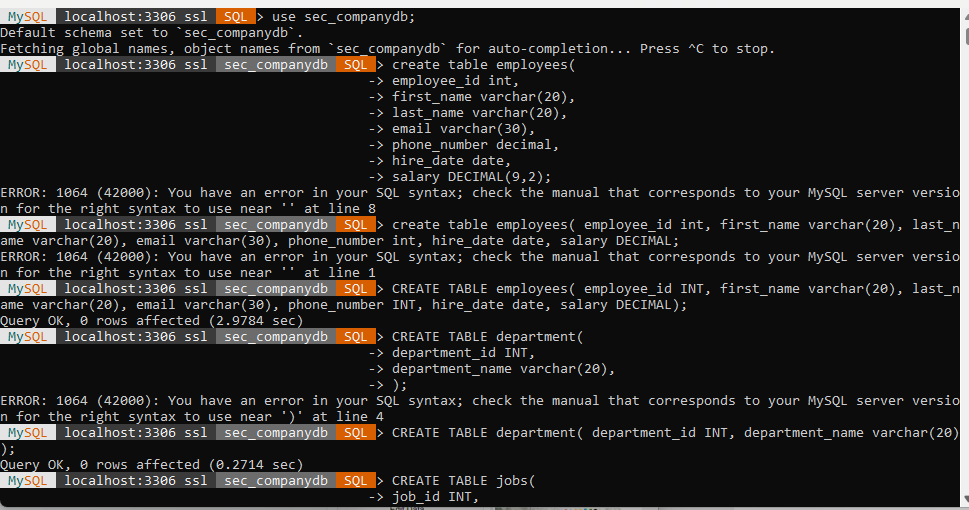 MySQL localhost:3306 ssl SQL > use sec_companydb;
Default schema set to `sec_companydb`.
Fetching global names, object names from `sec_companydb` for auto-completion... Press ^C to stop.
MySQL localhost:3306 ssl sec_companydb SQL > create table employees(
-> employee_id int,
-> first_name varchar(20),
-> last_name varchar(20),
-> email varchar(30),
-> phone_number decimal,
-> hire_date date,
-> salary DECIMAL(9,2);
ERROR: 1064 (42000): You have an error in your SQL syntax; check the manual that corresponds to your MySQL server versio
n for the right syntax to use near '' at line 8
MySQL localhost:3306 ssl sec_companydb SQL > create table employees( employee_id int, first_name varchar(20), last_n
ame varchar(20), email varchar(30), phone_number int, hire_date date, salary DECIMAL;
ERROR: 1064 (42000): You have an error in your SQL syntax; check the manual that corresponds to your MySQL server versio
n for the right syntax to use near '' at line 1
MySQL localhost:3306 ssl sec_companydb SQL > CREATE TABLE employees( employee_id INT, first_name varchar(20), last_n
ame varchar(20), email varchar(30), phone_number INT, hire_date date, salary DECIMAL);
Query OK, 0 rows affected (2.9784 sec)
MySQL localhost:3306 ssl sec_companydb SQL > CREATE TABLE department(
-> department_id INT,
-> department_name varchar(20),
-> );
ERROR: 1064 (42000): You have an error in your SQL syntax; check the manual that corresponds to your MySQL server versio
n for the right syntax to use near ')' at line 4
MySQL localhost:3306 ssl sec_companydb SQL > CREATE TABLE department( department_id INT, department_name varchar(20)
);
Query OK, 0 rows affected (0.2714 sec)
MySQL localhost:3306 ssl sec_companydb SQL > CREATE TABLE jobs(
-> job_id INT,